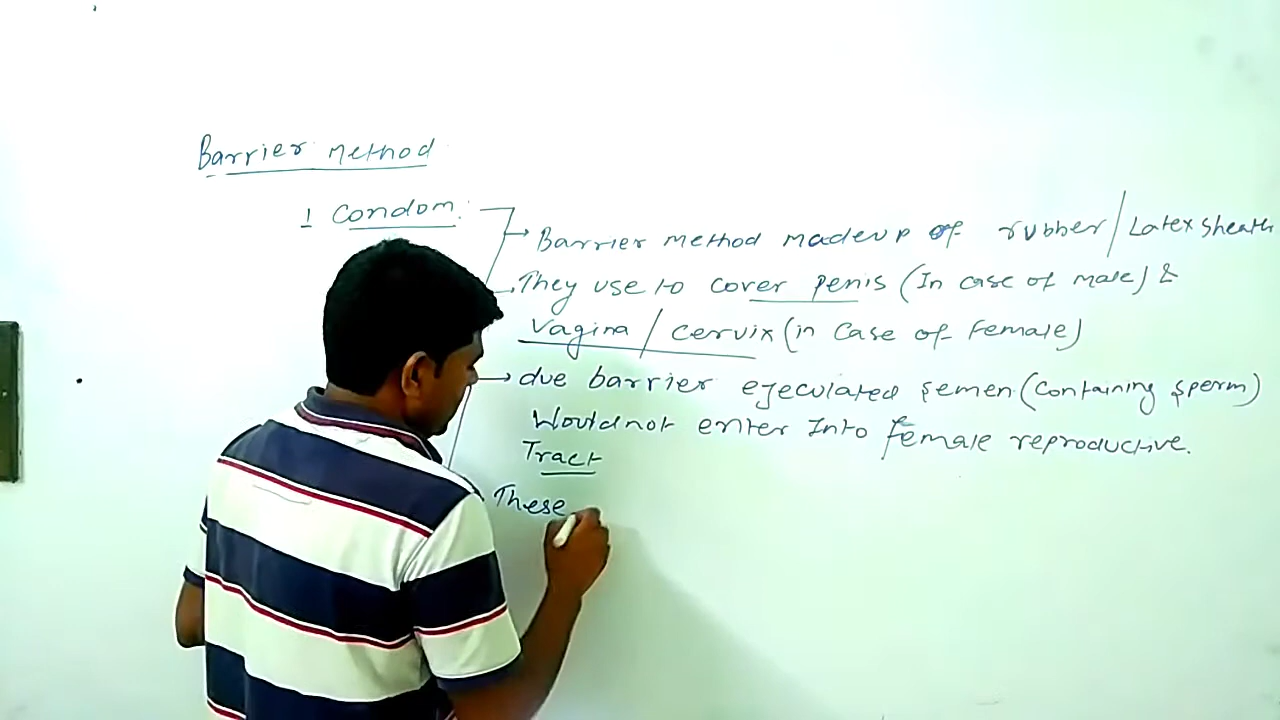 Barrier Method
1 Condom.
Barrier method madeup of rubber/Latex sheath
They use to cover penis (In case of male) &
Vagina / cervix (in case of Female)
due barrier ejeculated semen (containing sperm)
Would not enter Into female reproductive.
Tract
These